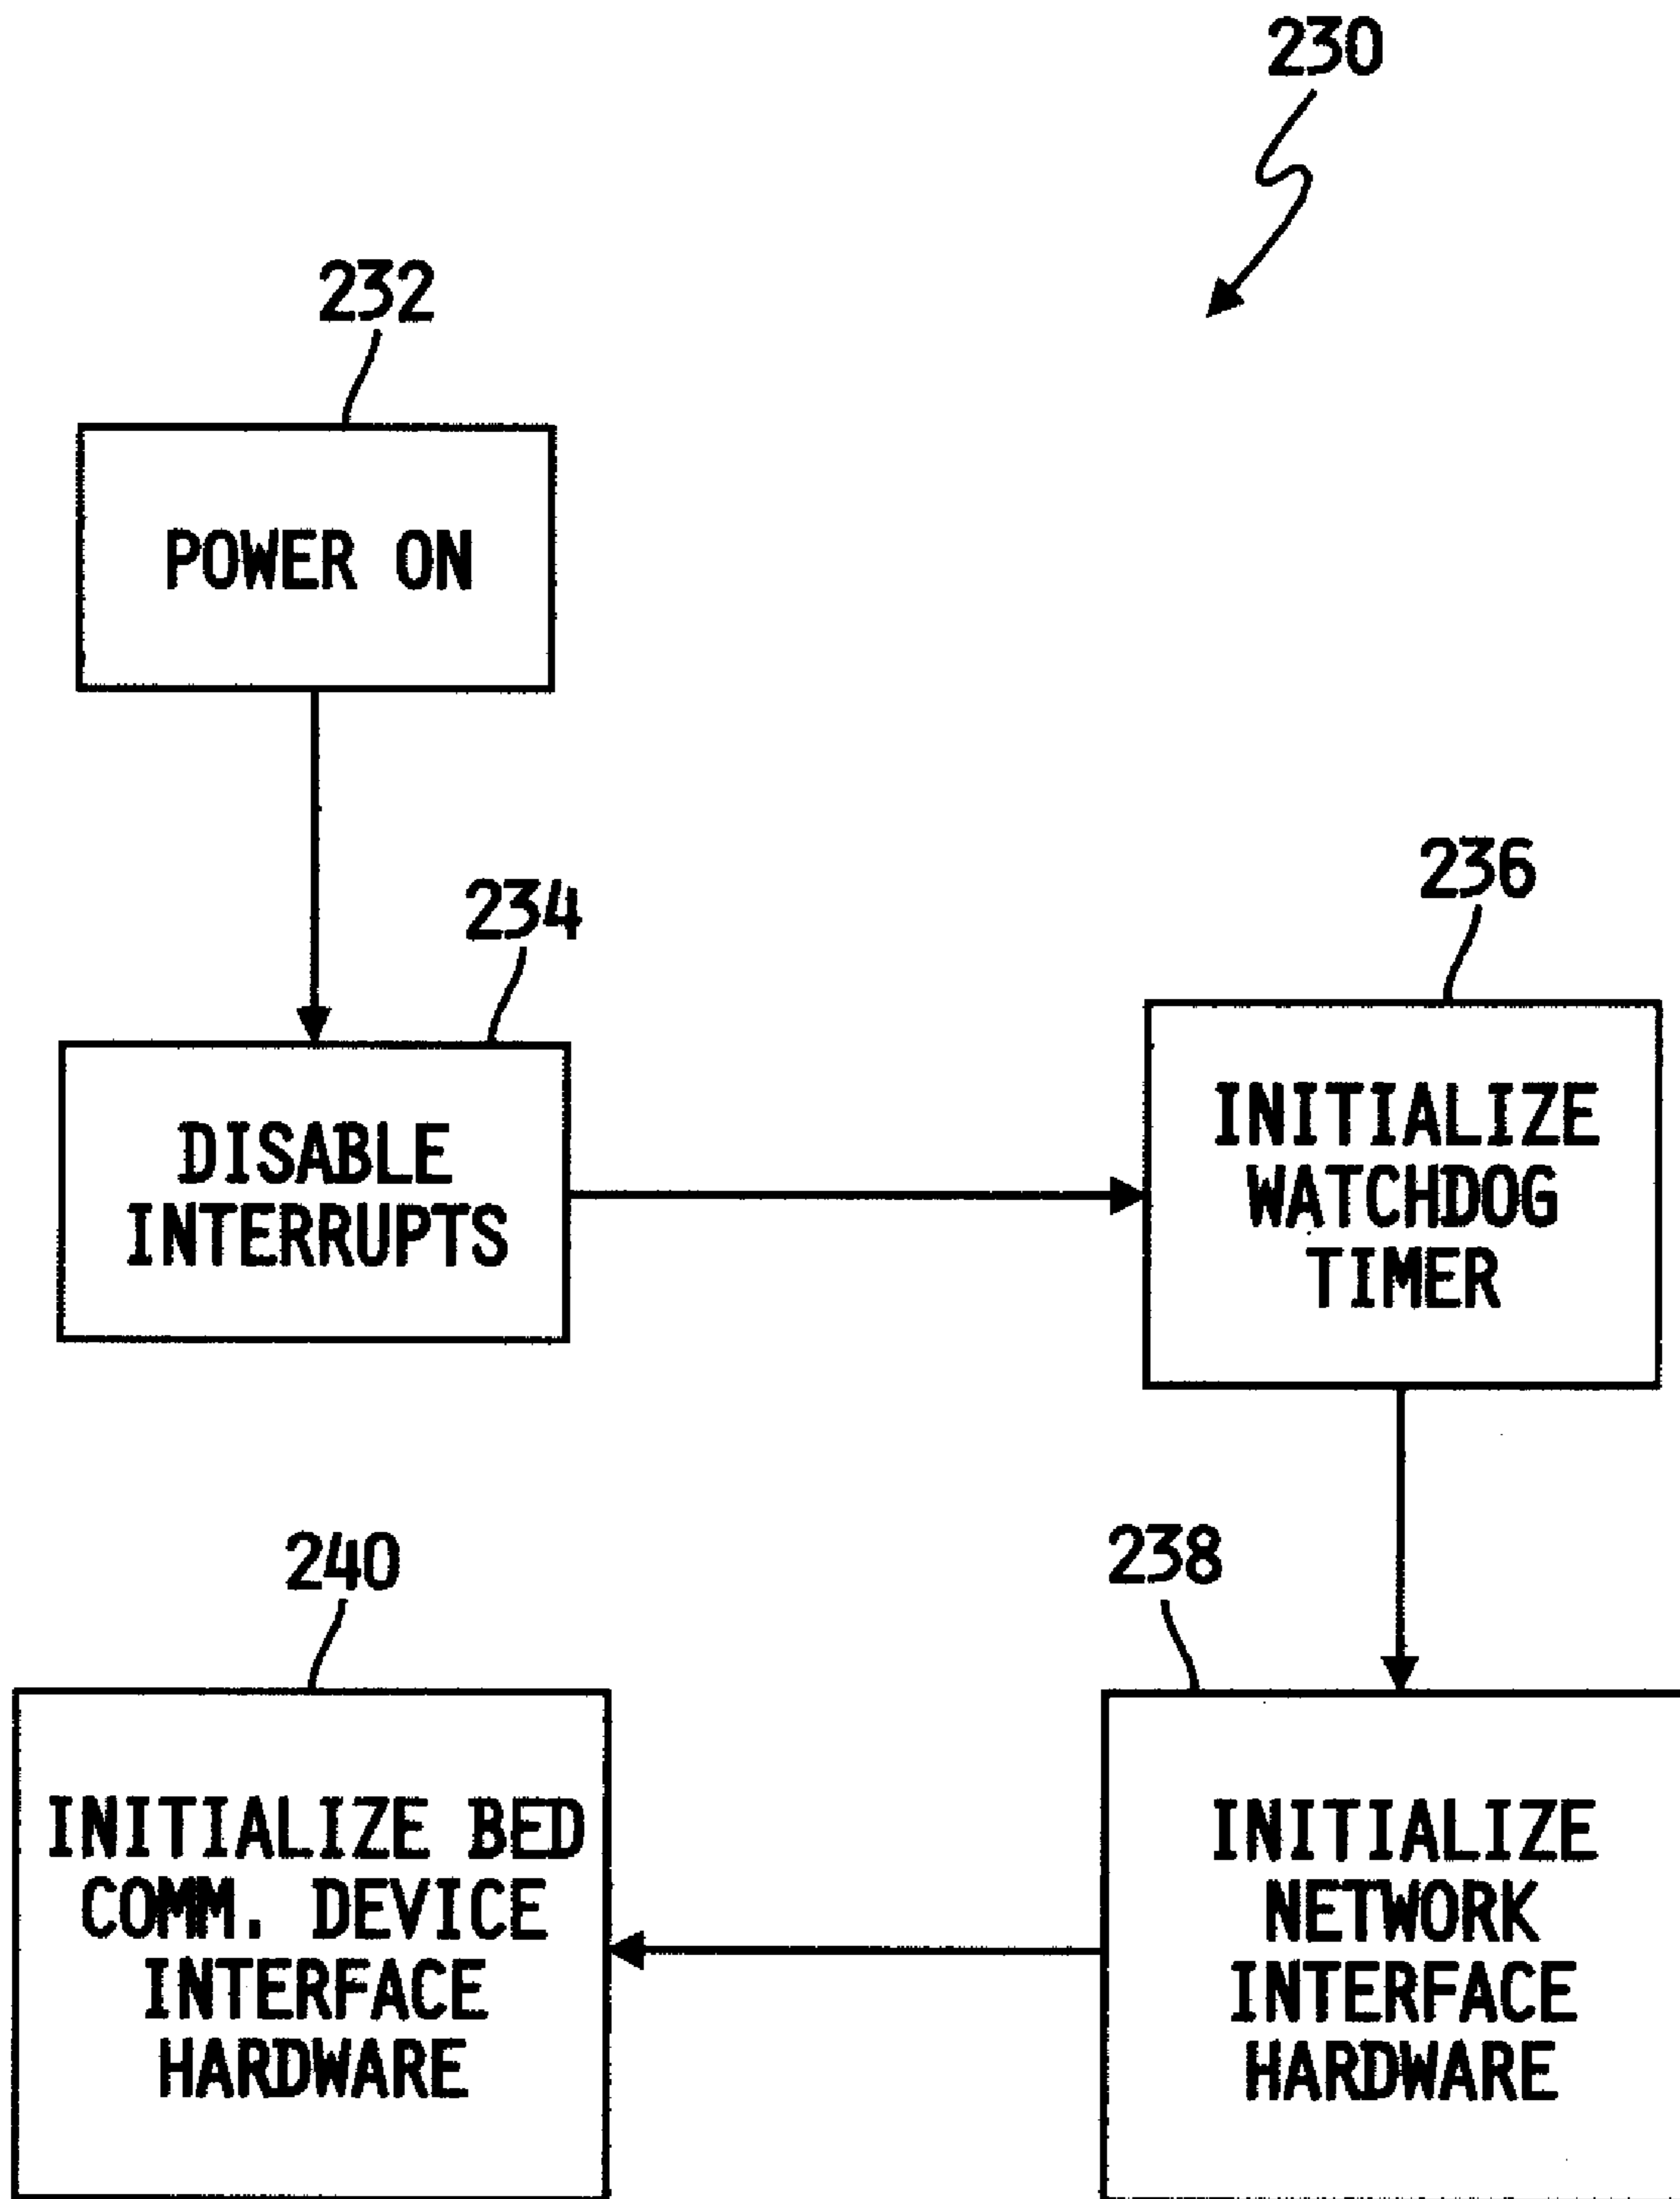 230
232
POWER ON
234
DISABLE
INTERRUPTS
236
INITIALIZE
WATCHDOG
TIMER
238
INITIALIZE
NETWORK
INTERFACE
HARDWARE
240
INITIALIZE BED
COMM. DEVICE
INTERFACE
HARDWARE